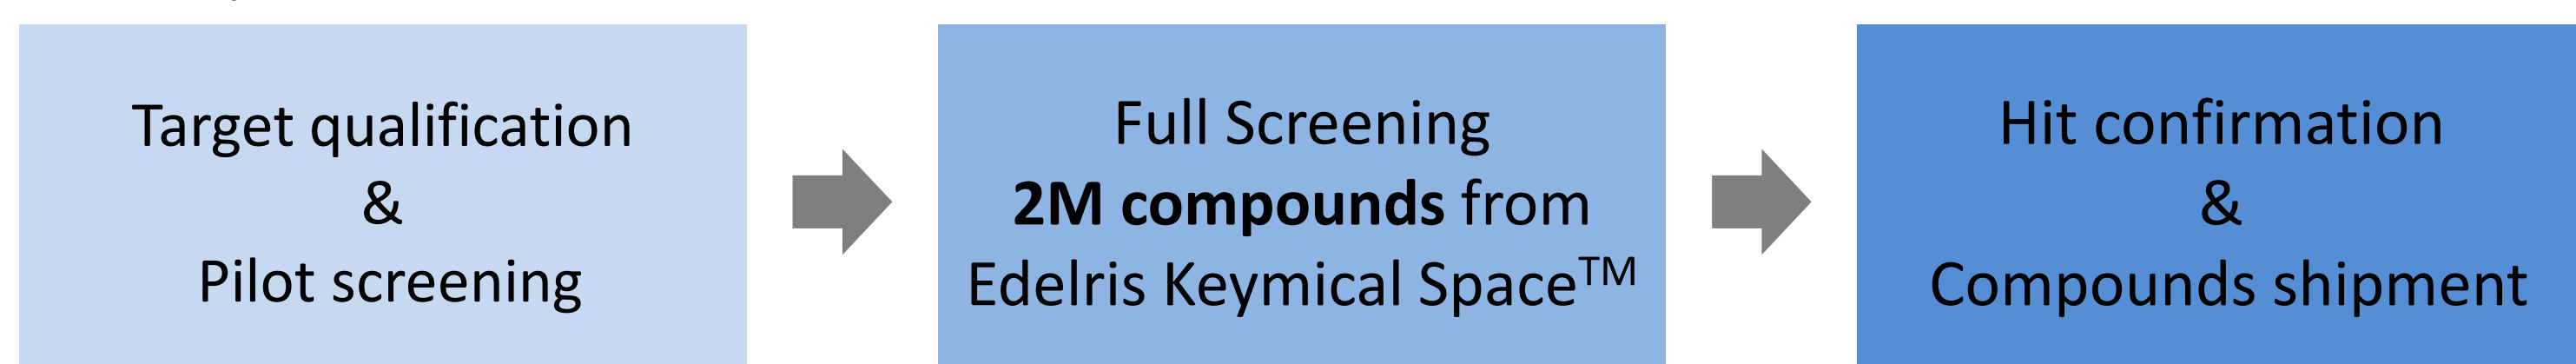 Target qualification
&
Pilot screening
Full Screening
2M compounds from
Edelris Keymical Space™
Hit confirmation
&
Compounds shipment